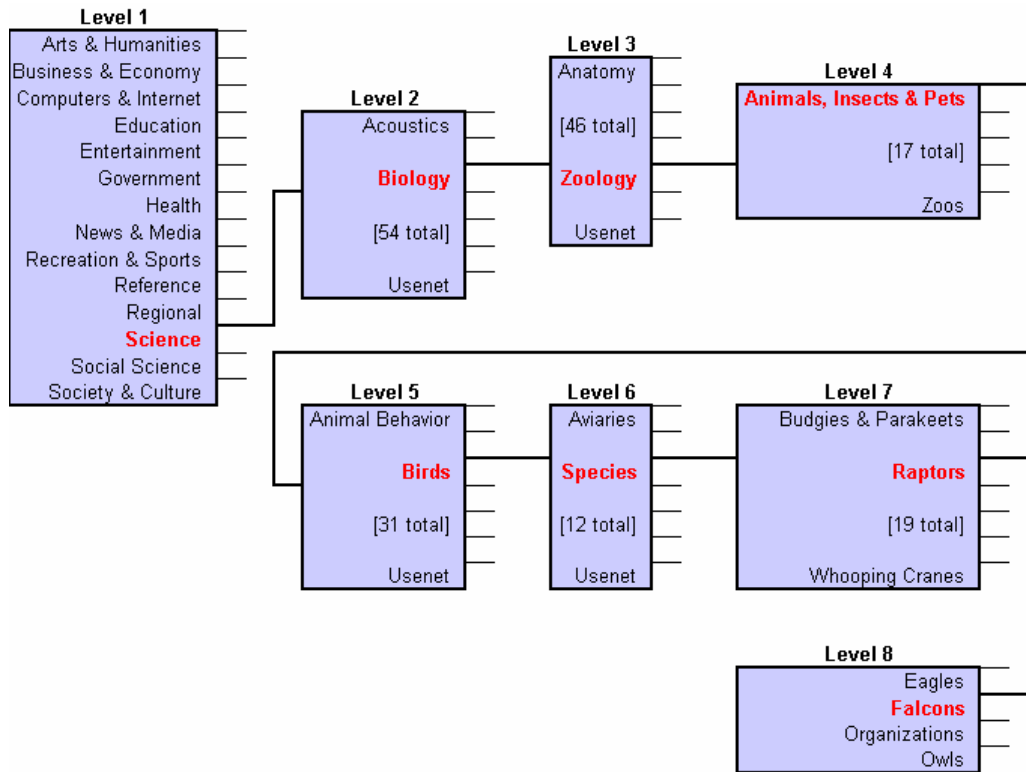 Level 1
Arts & Humanities
Business & Economy
Computers & Internet
Education
Entertainment
Government
Health
News & Media
Recreation & Sports
Reference
Regional
Science
Social Science
Society & Culture
Level 2
Acoustics
Biology
[54 total]
Usenet
Level 3
Anatomy
[46 total]
Zoology
Usenet
Level 4
Animals, Insects & Pets
[17 total]
Zoos
Level 5
Animal Behavior
Birds
[31 total]
Usenet
Level 6
Aviaries
Species
[12 total]
Usenet
Level 7
Budgies & Parakeets
Raptors
[19 total]
Whooping Cranes
Level 8
Eagles
Falcons
Organizations
Owls